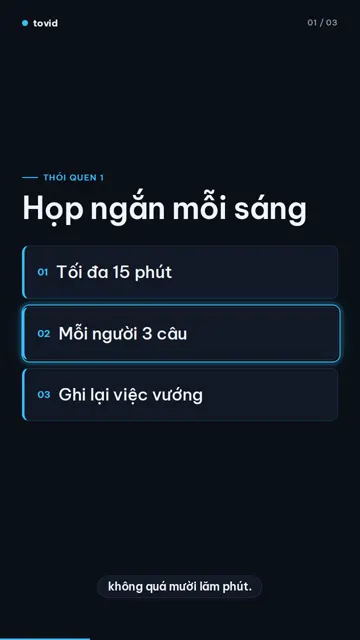 tovid
01 / 03
THÓI QUEN 1
Họp ngắn mỗi sáng
01 Tối đa 15 phút
02 Mỗi người 3 câu
03 Ghi lại việc vướng
không quá mười lăm phút.